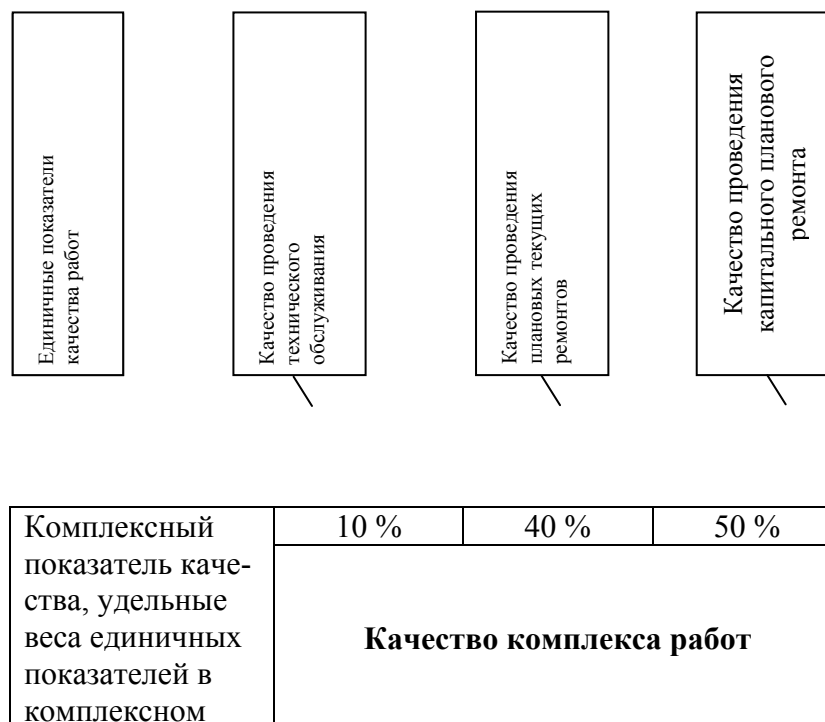 Единичные показатели
качества работ
Качество проведения
технического
обслуживания
Качество проведения
плановых текущих
ремонтов
Качество проведения
капитального планового
ремонта
Комплексный
показатель каче-
ства, удельные
веса единичных
показателей в
комплексном
10 %
40 %
50 %
Качество комплекса работ